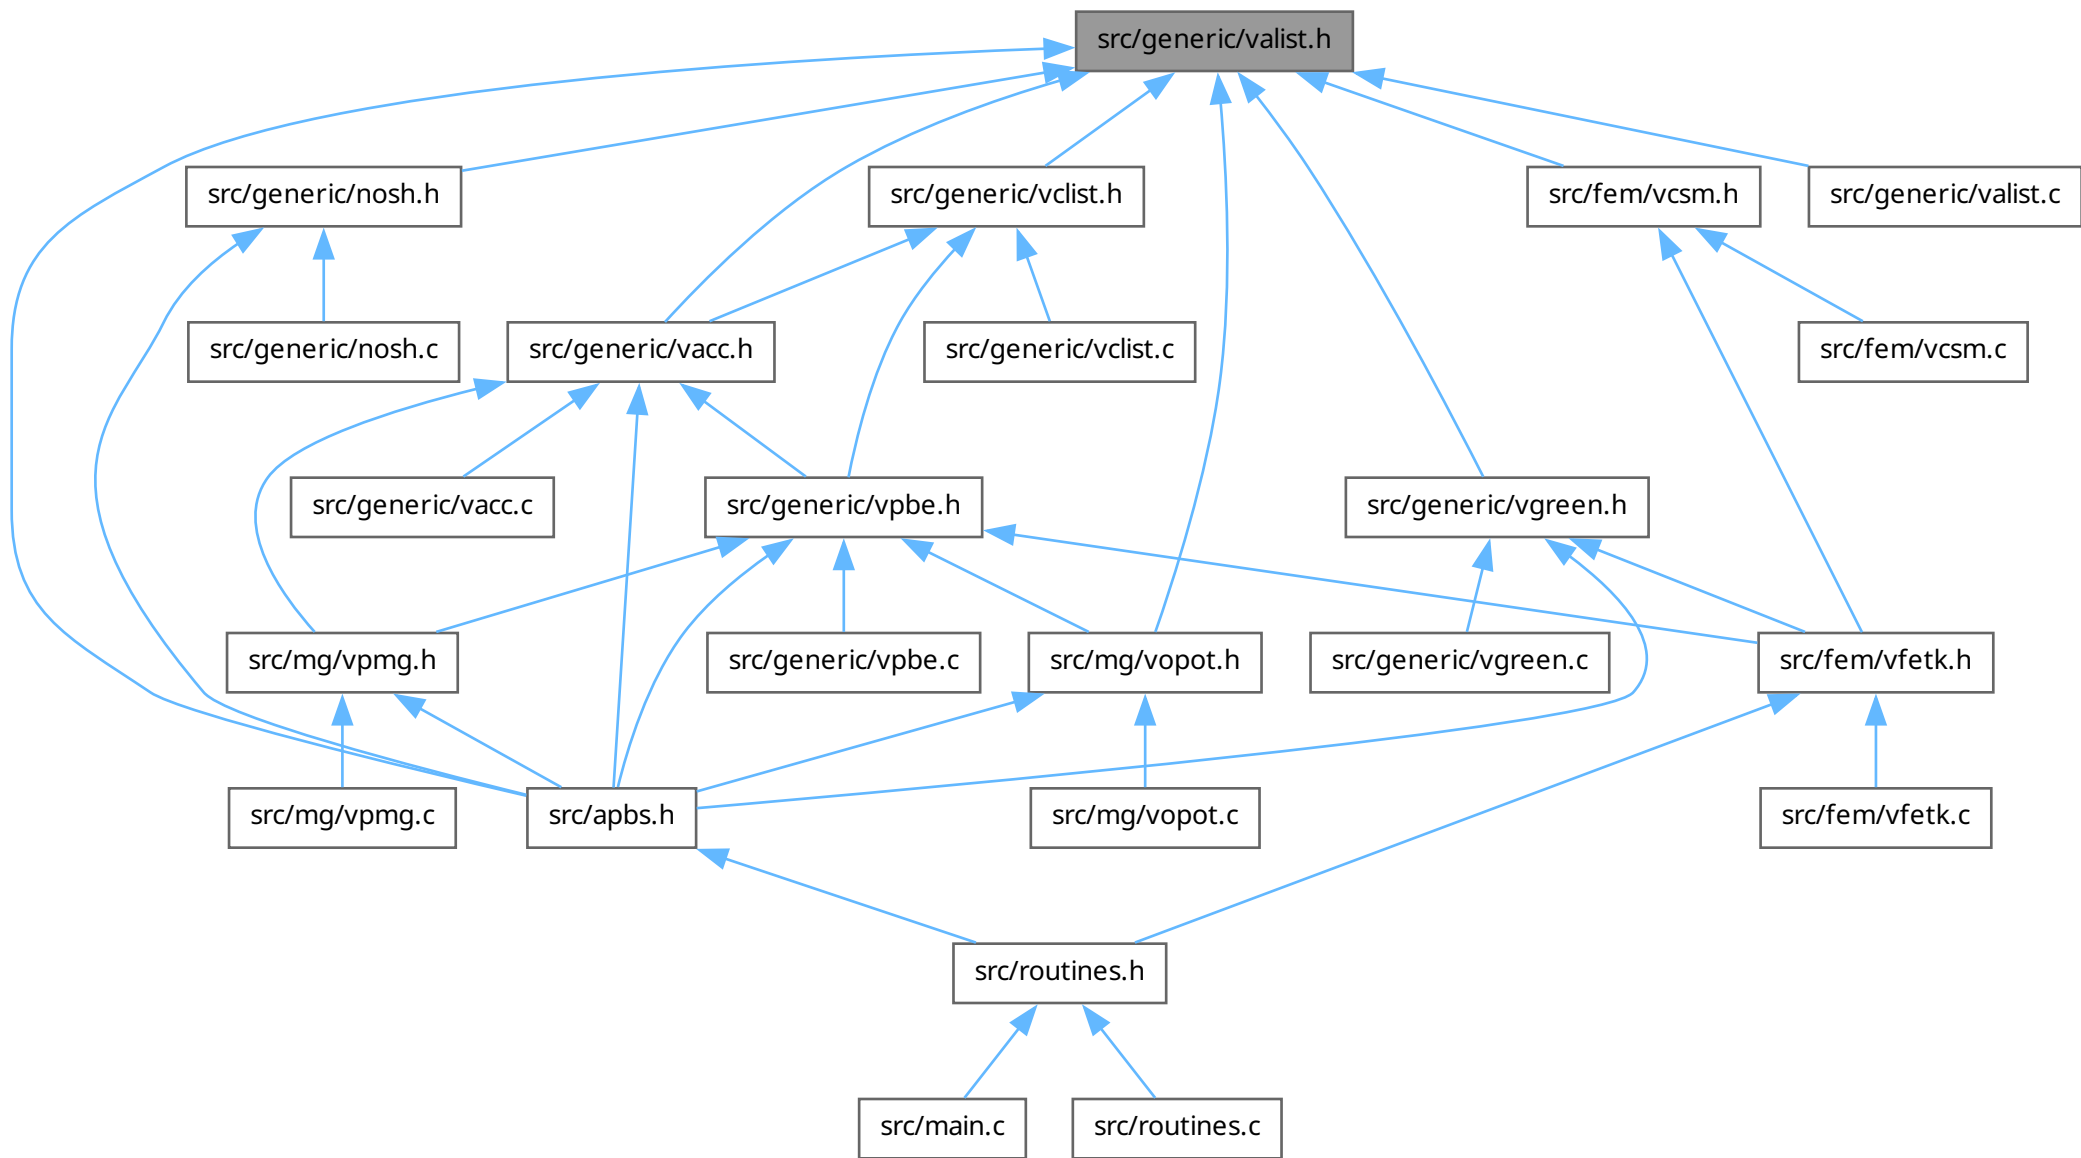 src/generic/valist.h
src/generic/nosh.h
src/generic/vclist.h
src/fem/vcsm.h
src/generic/valist.c
src/generic/nosh.c
src/generic/vacc.h
src/generic/vclist.c
src/fem/vcsm.c
src/generic/vacc.c
src/generic/vpbe.h
src/generic/vgreen.h
src/mg/vpmg.h
src/generic/vpbe.c
src/mg/vopot.h
src/generic/vgreen.c
src/fem/vfetk.h
src/mg/vpmg.c
src/apbs.h
src/mg/vopot.c
src/fem/vfetk.c
src/routines.h
src/main.c
src/routines.c